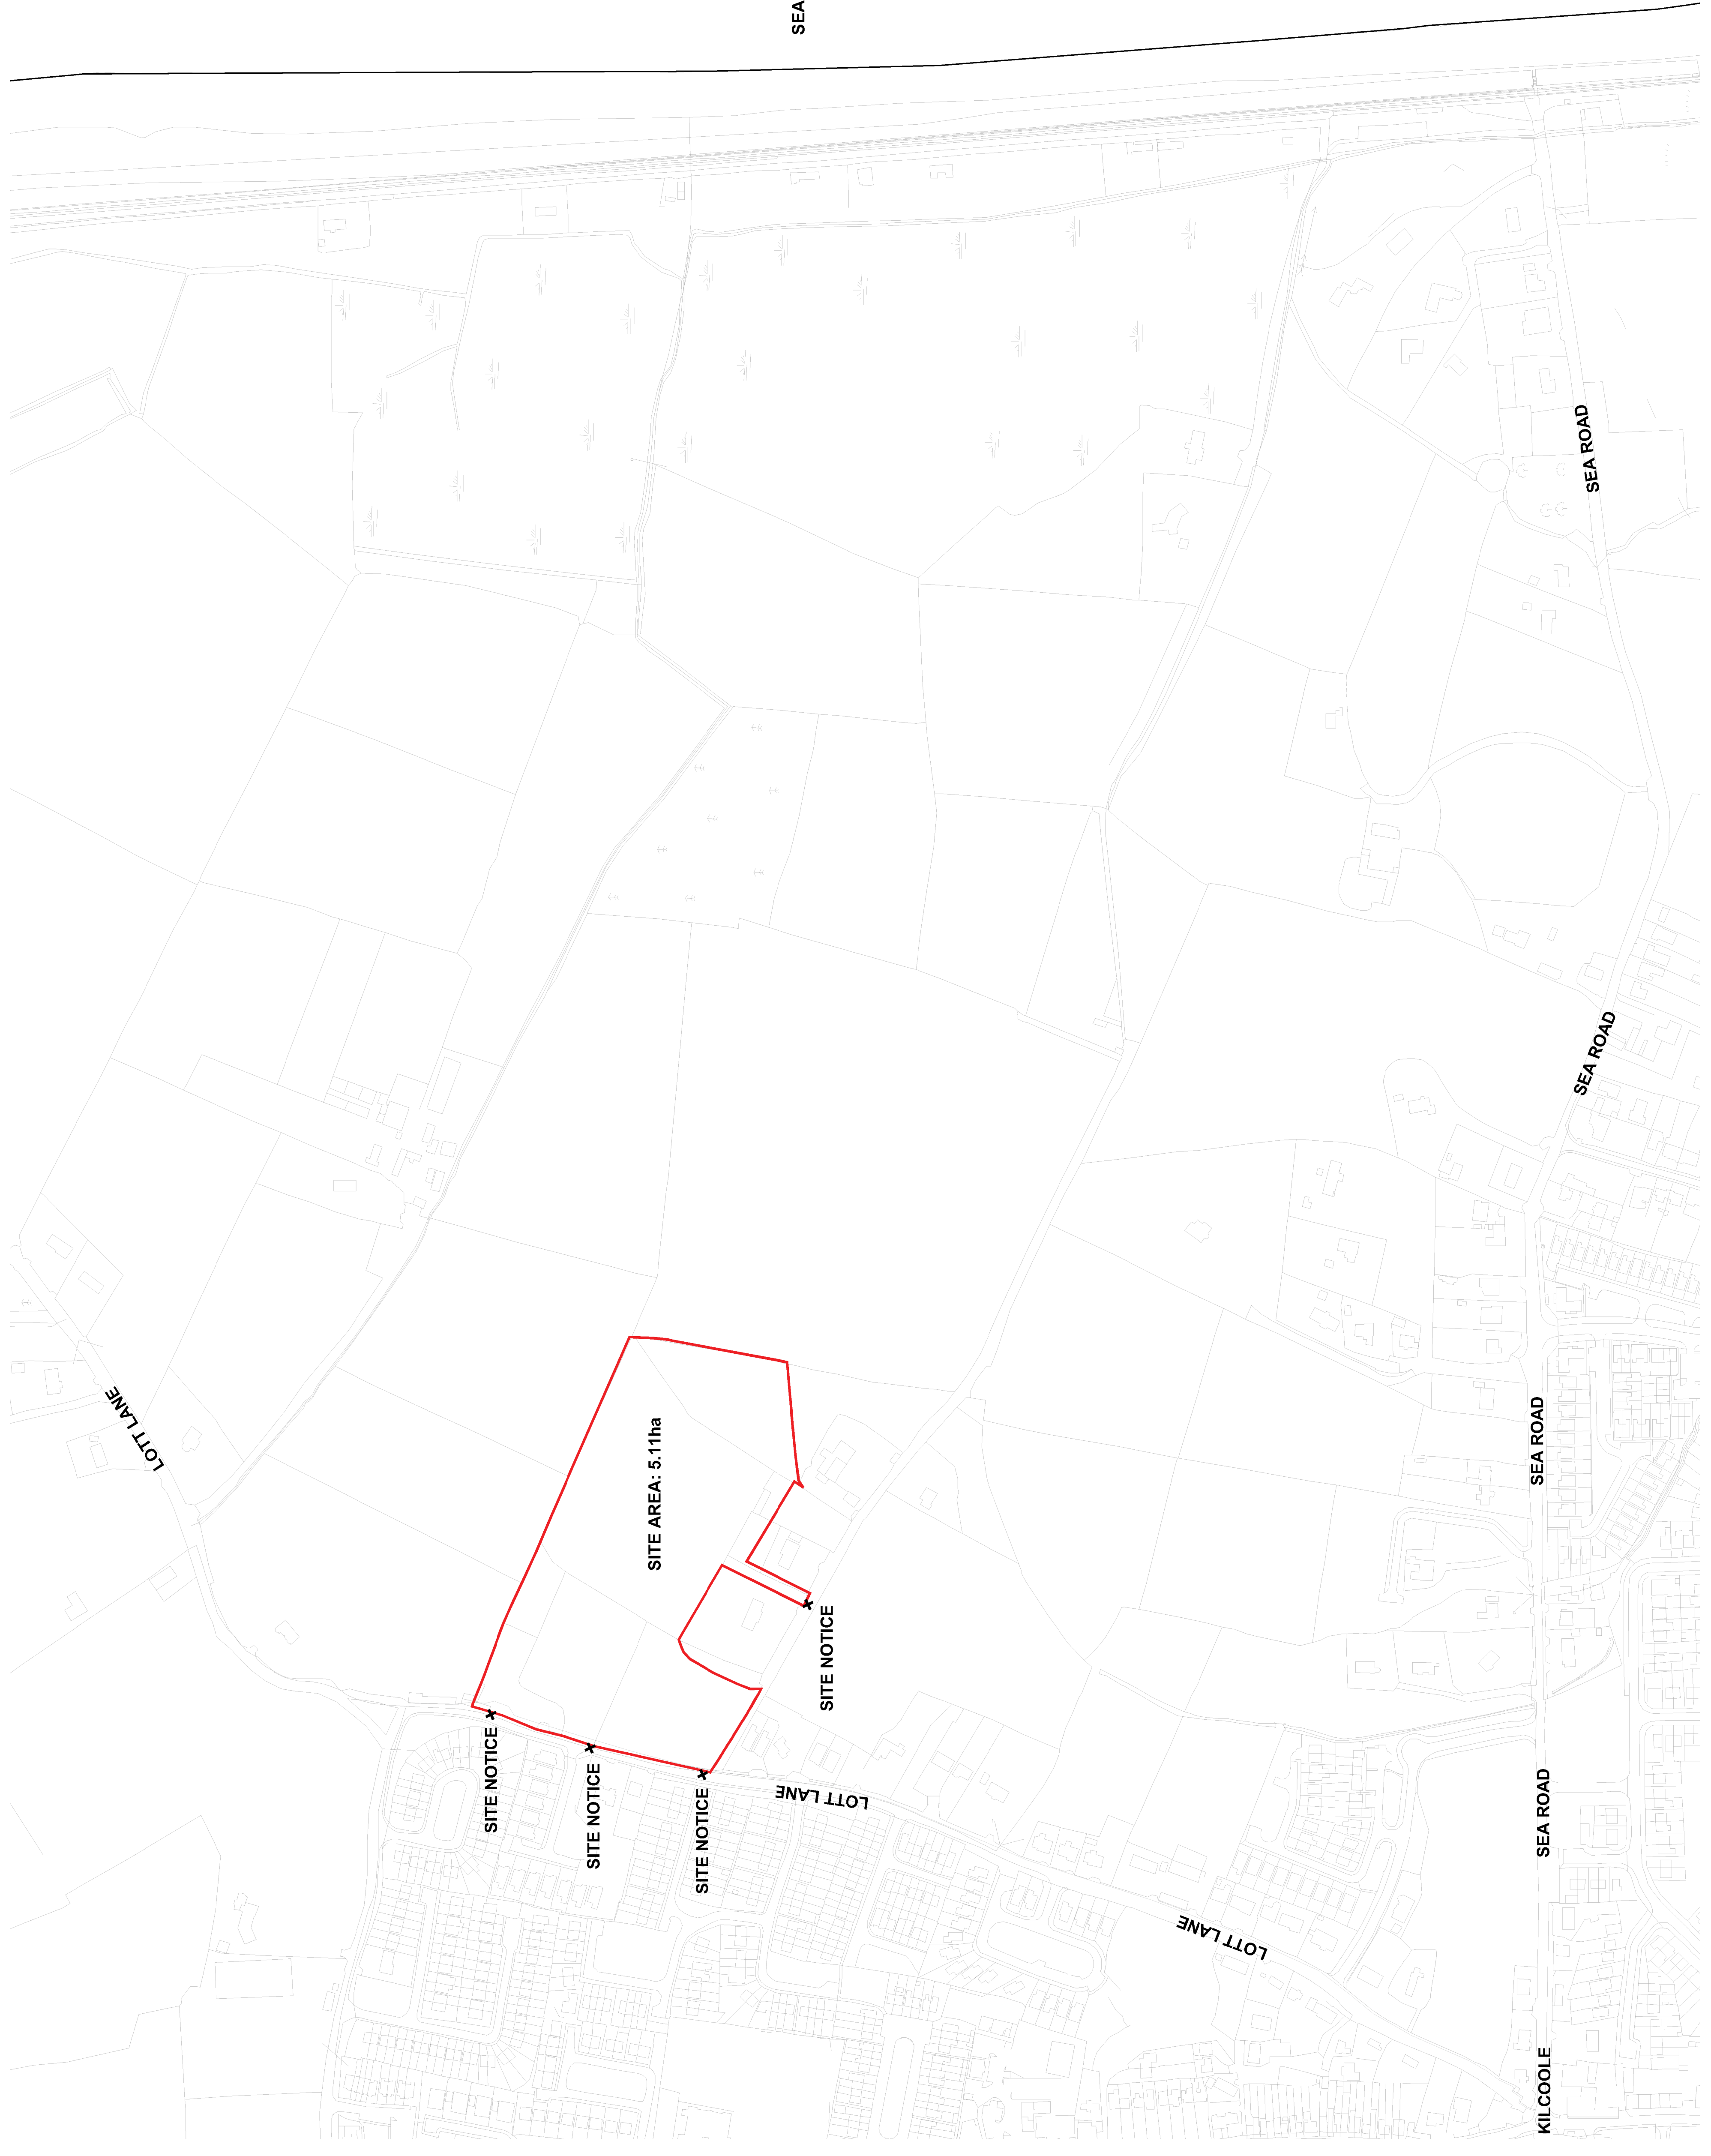 SEA
SEA ROAD
SEA ROAD
LOTT LANE
SITE AREA: 5.11ha
SEA ROAD
SITE NOTICE
SITE NOTICE
SITE NOTICE
SITE NOTICE
LOTT LANE
SEA ROAD
LOTT LANE
KILCOOLE